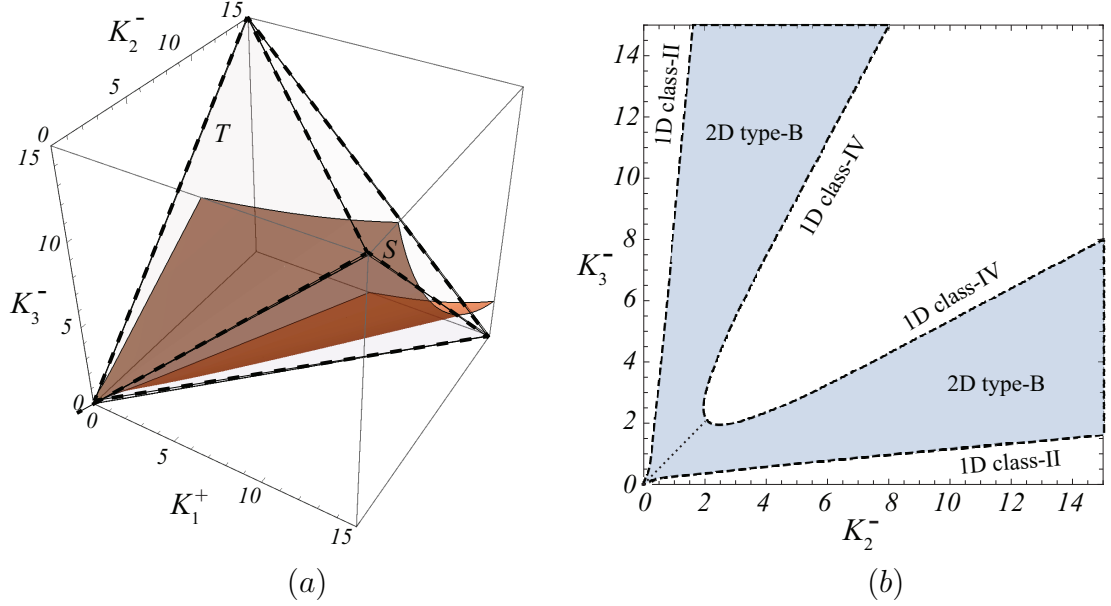 15
K₂⁻
10
5
0
15
T
10
S
K₃⁻
5
0
0
5
K₁⁺
10
15
(a)
14
12
10
8
K₃⁻
6
4
2
0
1D class-II
2D type-B
1D class-IV
1D class-IV
2D type-B
1D class-II
0 2 4 6 8 10 12 14
K₂⁻
(b)